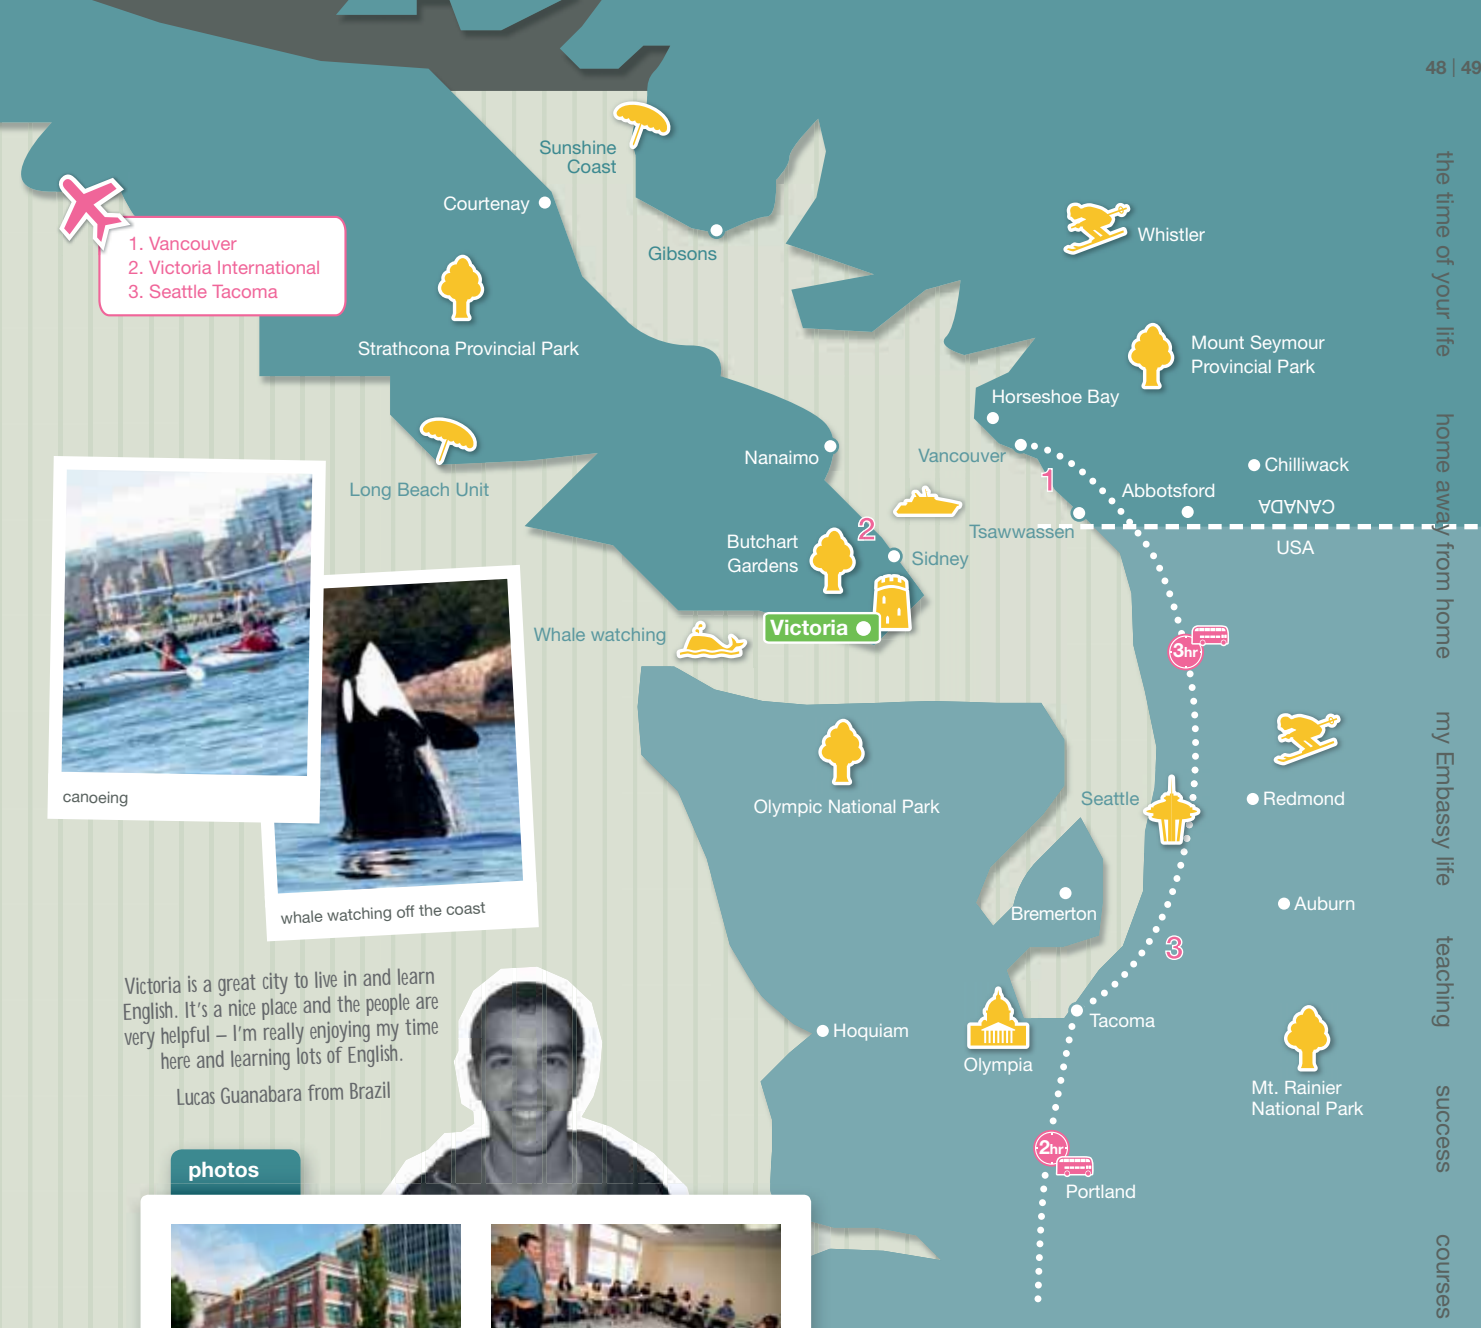 48 | 49
the time of your life
home away from home
my Embassy life
teaching
success
courses
Sunshine
Coast
Courtenay
Gibsons
Whistler
1. Vancouver
2. Victoria International
3. Seattle Tacoma
Strathcona Provincial Park
Mount Seymour
Provincial Park
Horseshoe Bay
Nanaimo
Vancouver
Chilliwack
1
Abbotsford
Long Beach Unit
CANADA
2
Tsawwassen
Butchart
Gardens
Sidney
USA
Victoria
Whale watching
3hr
canoeing
Olympic National Park
Seattle
Redmond
whale watching off the coast
Bremerton
Auburn
3
Victoria is a great city to live in and learn
English. It's a nice place and the people are
very helpful – I'm really enjoying my time
here and learning lots of English.
Lucas Guanabara from Brazil
Hoquiam
Tacoma
Olympia
Mt. Rainier
National Park
2hr
Portland
photos